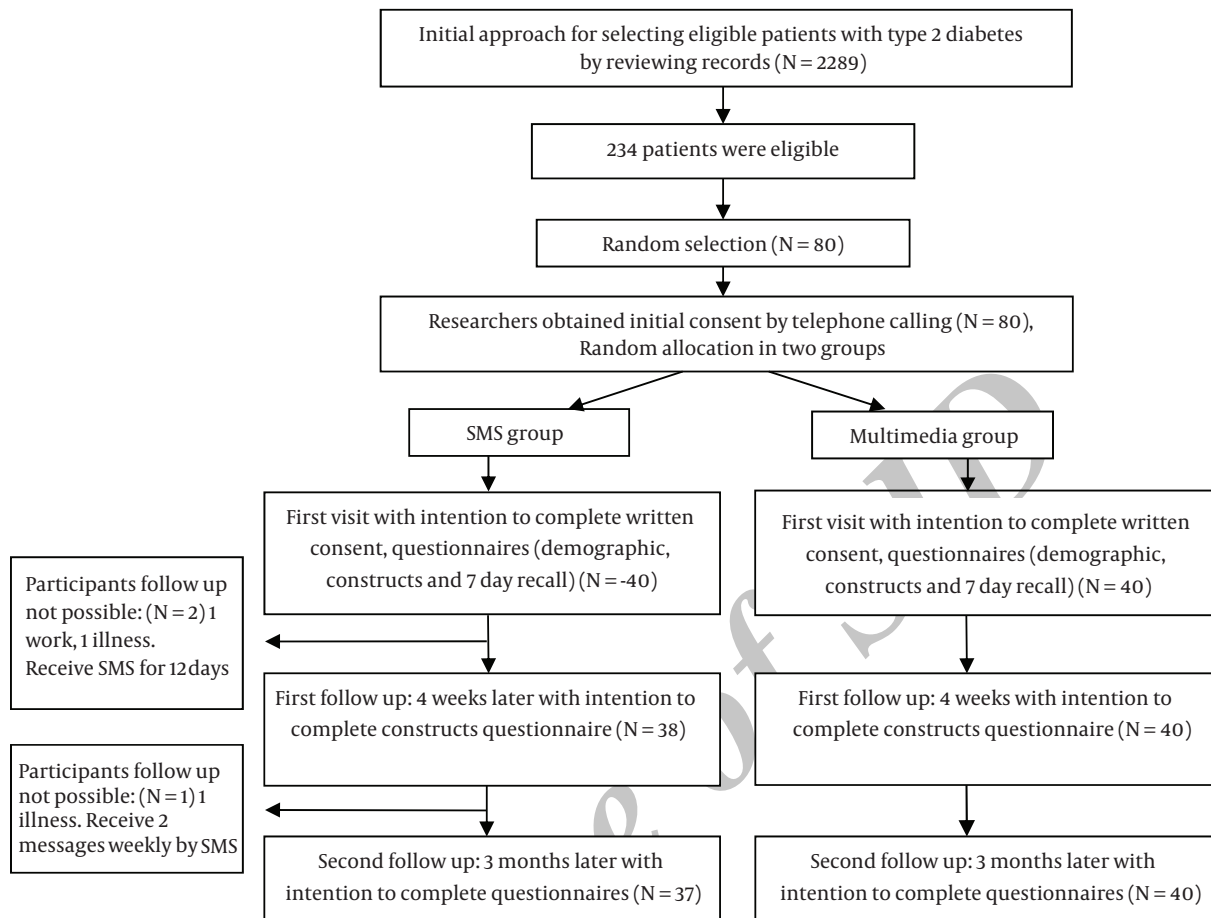 Initial approach for selecting eligible patients with type 2 diabetes
by reviewing records (N = 2289)
234 patients were eligible
Random selection (N = 80)
Researchers obtained initial consent by telephone calling (N = 80),
Random allocation in two groups
SMS group
Multimedia group
First visit with intention to complete written
consent, questionnaires (demographic,
constructs and 7 day recall) (N = -40)
First visit with intention to complete written
consent, questionnaires (demographic,
constructs and 7 day recall) (N = 40)
Participants follow up
not possible: (N = 2) 1
work, 1 illness.
Receive SMS for 12 days
First follow up: 4 weeks later with intention to
complete constructs questionnaire (N = 38)
First follow up: 4 weeks with intention to
complete constructs questionnaire (N = 40)
Participants follow up
not possible: (N = 1) 1
illness. Receive 2
messages weekly by SMS
Second follow up: 3 months later with
intention to complete questionnaires (N = 37)
Second follow up: 3 months later with
intention to complete questionnaires (N = 40)
e of SID